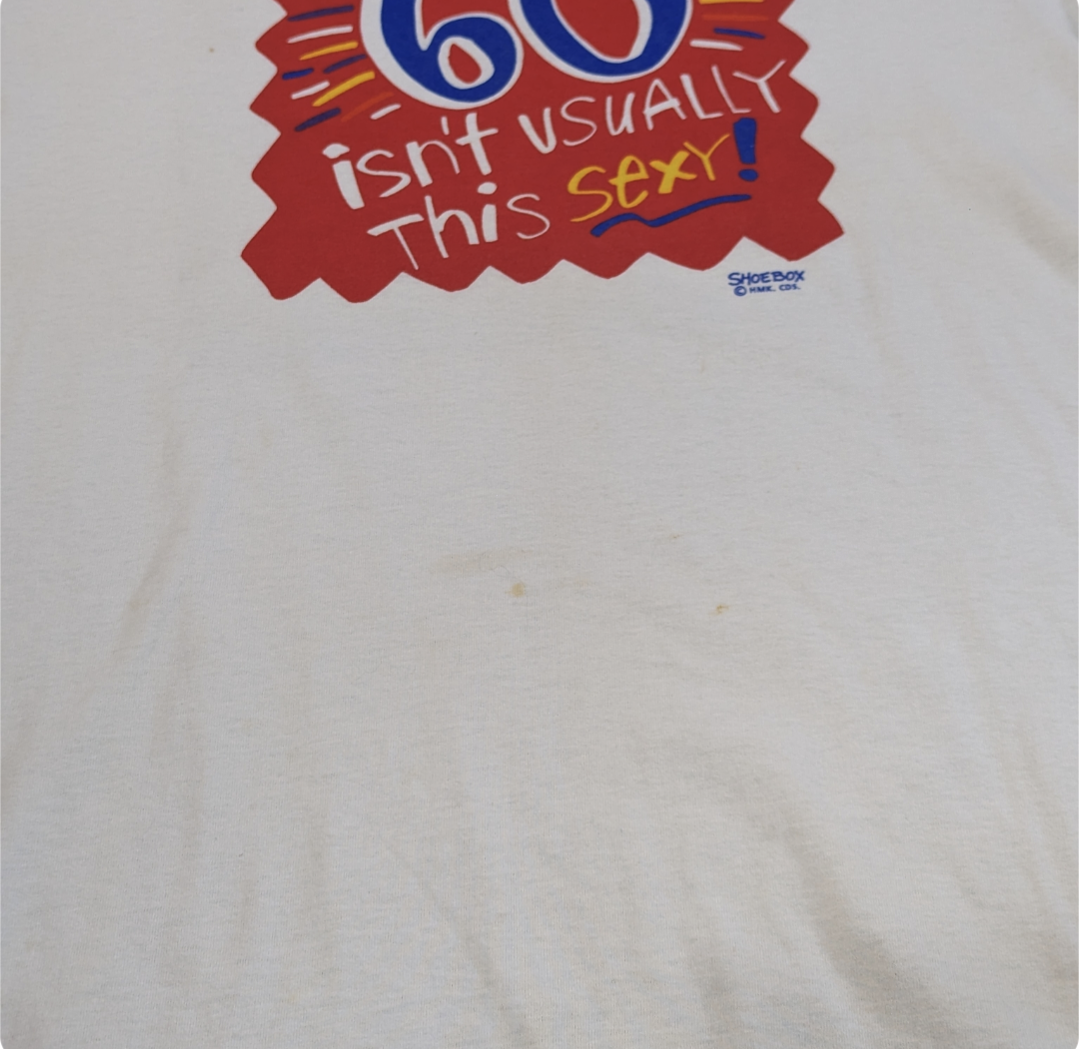 60
isn't USUALLY
This sexy!
SHOEBOX
© HMK. CDS.